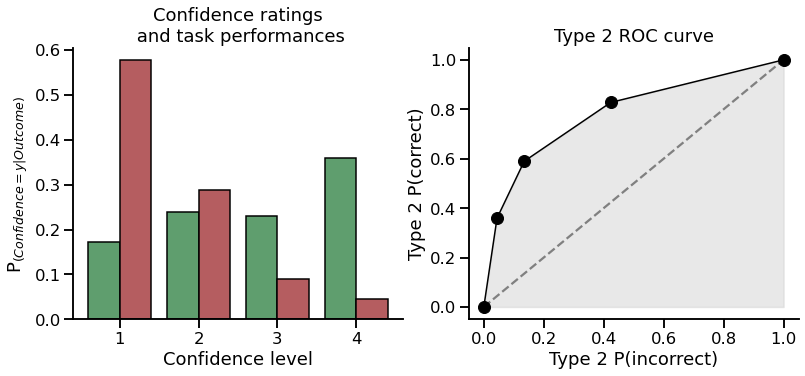 Confidence ratings
and task performances
P(Confidence=y|Outcome)
0.6
0.5
0.4
0.3
0.2
0.1
0.0
1 2 3 4
Confidence level
Type 2 ROC curve
Type 2 P(correct)
1.0
0.8
0.6
0.4
0.2
0.0
0.0 0.2 0.4 0.6 0.8 1.0
Type 2 P(incorrect)